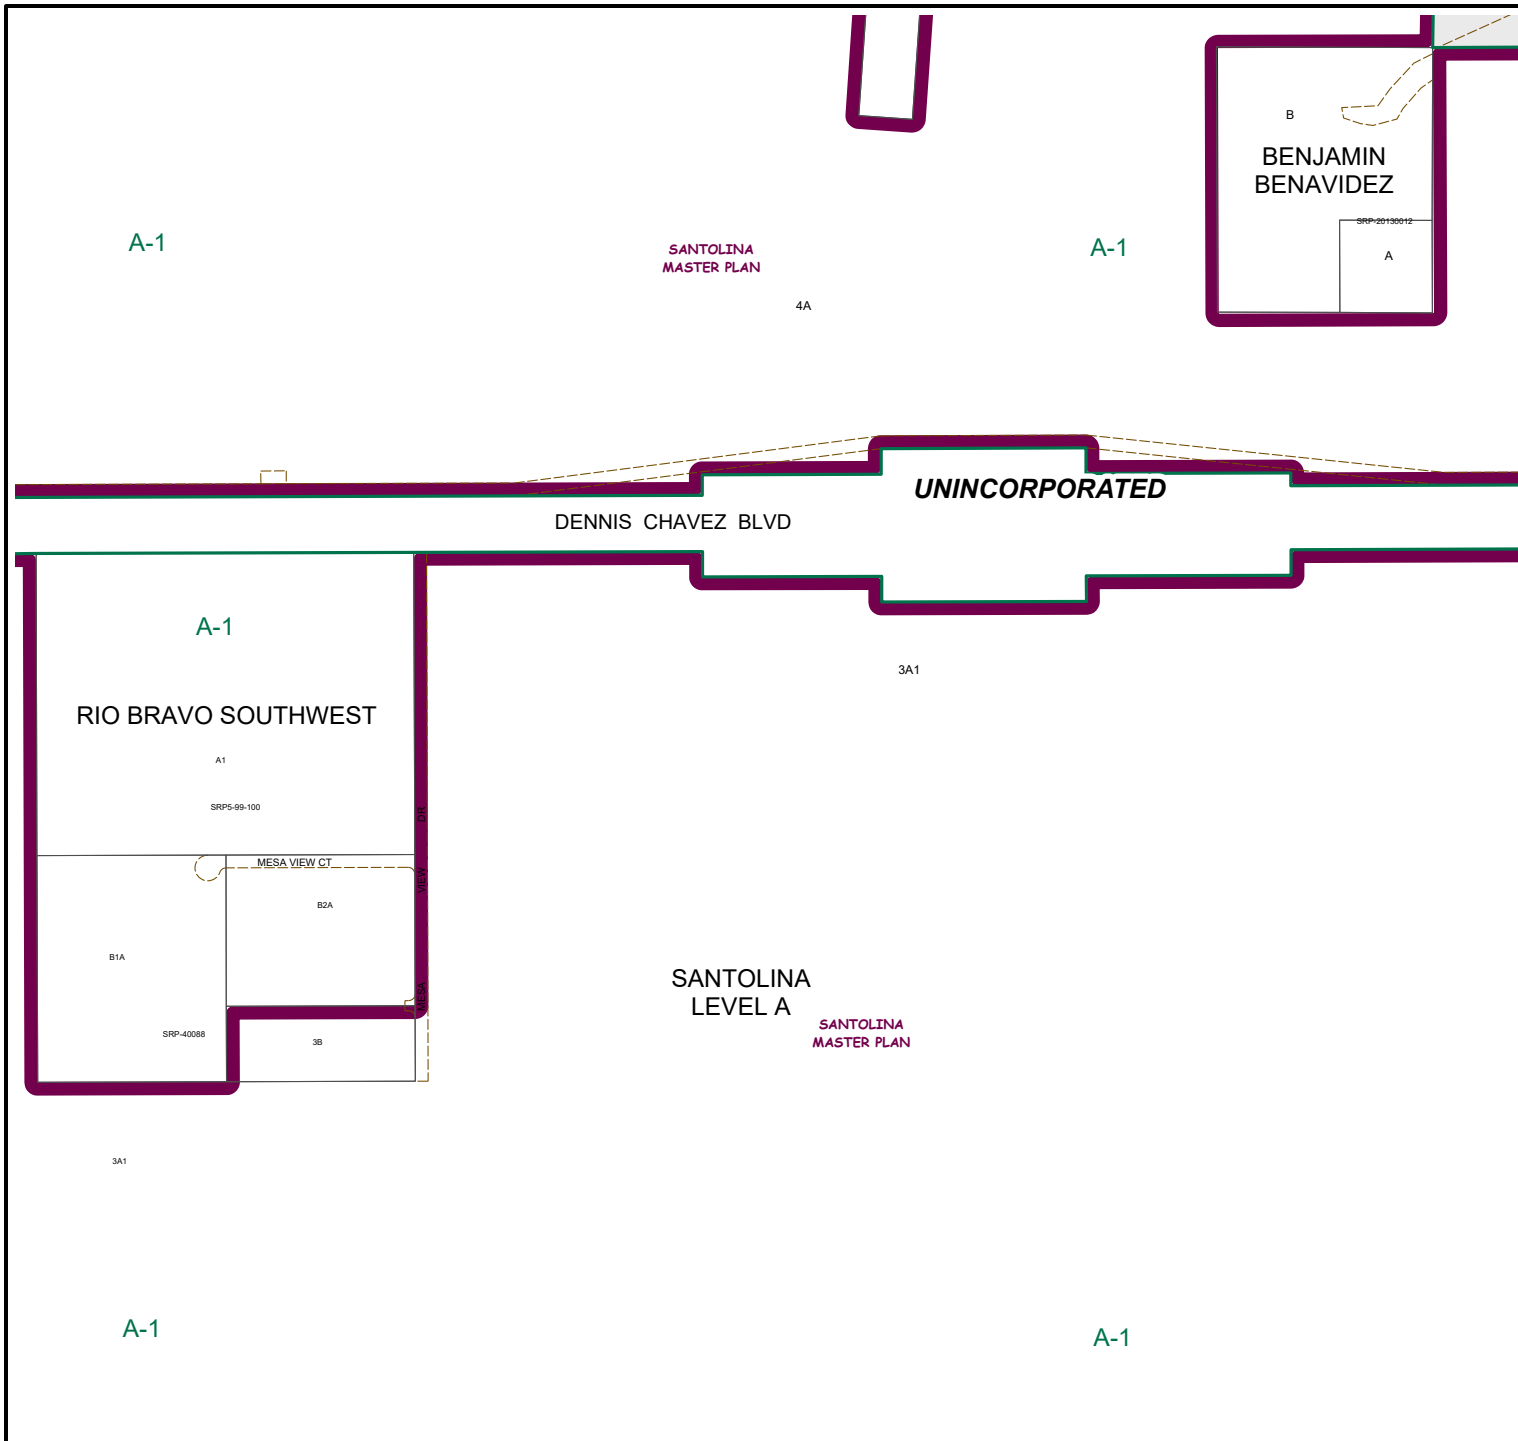 B
BENJAMIN
BENAVIDEZ
SRP-20130012
A
A-1
SANTOLINA
MASTER PLAN
A-1
4A
UNINCORPORATED
DENNIS CHAVEZ BLVD
A-1
3A1
RIO BRAVO SOUTHWEST
A1
SRP5-99-100
MESA VIEW DR
MESA VIEW CT
B2A
B1A
SANTOLINA
LEVEL A
SANTOLINA
MASTER PLAN
SRP-40088
3B
3A1
A-1
A-1